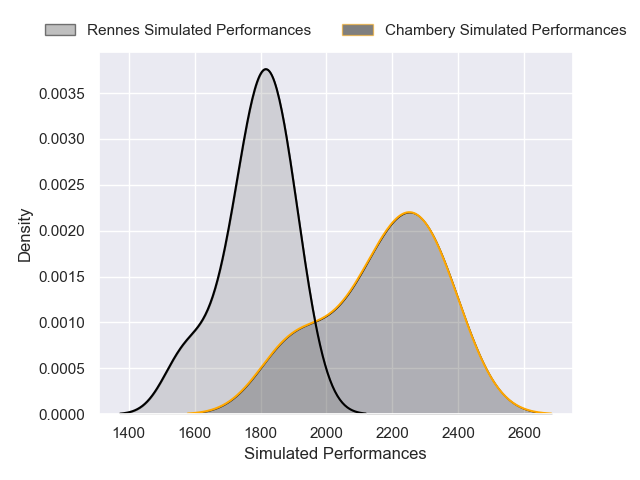 Rennes Simulated Performances
Chambery Simulated Performances
0.0035
0.0030
0.0025
0.0020
0.0015
0.0010
0.0005
0.0000
Density
1400 1600 1800 2000 2200 2400 2600
Simulated Performances